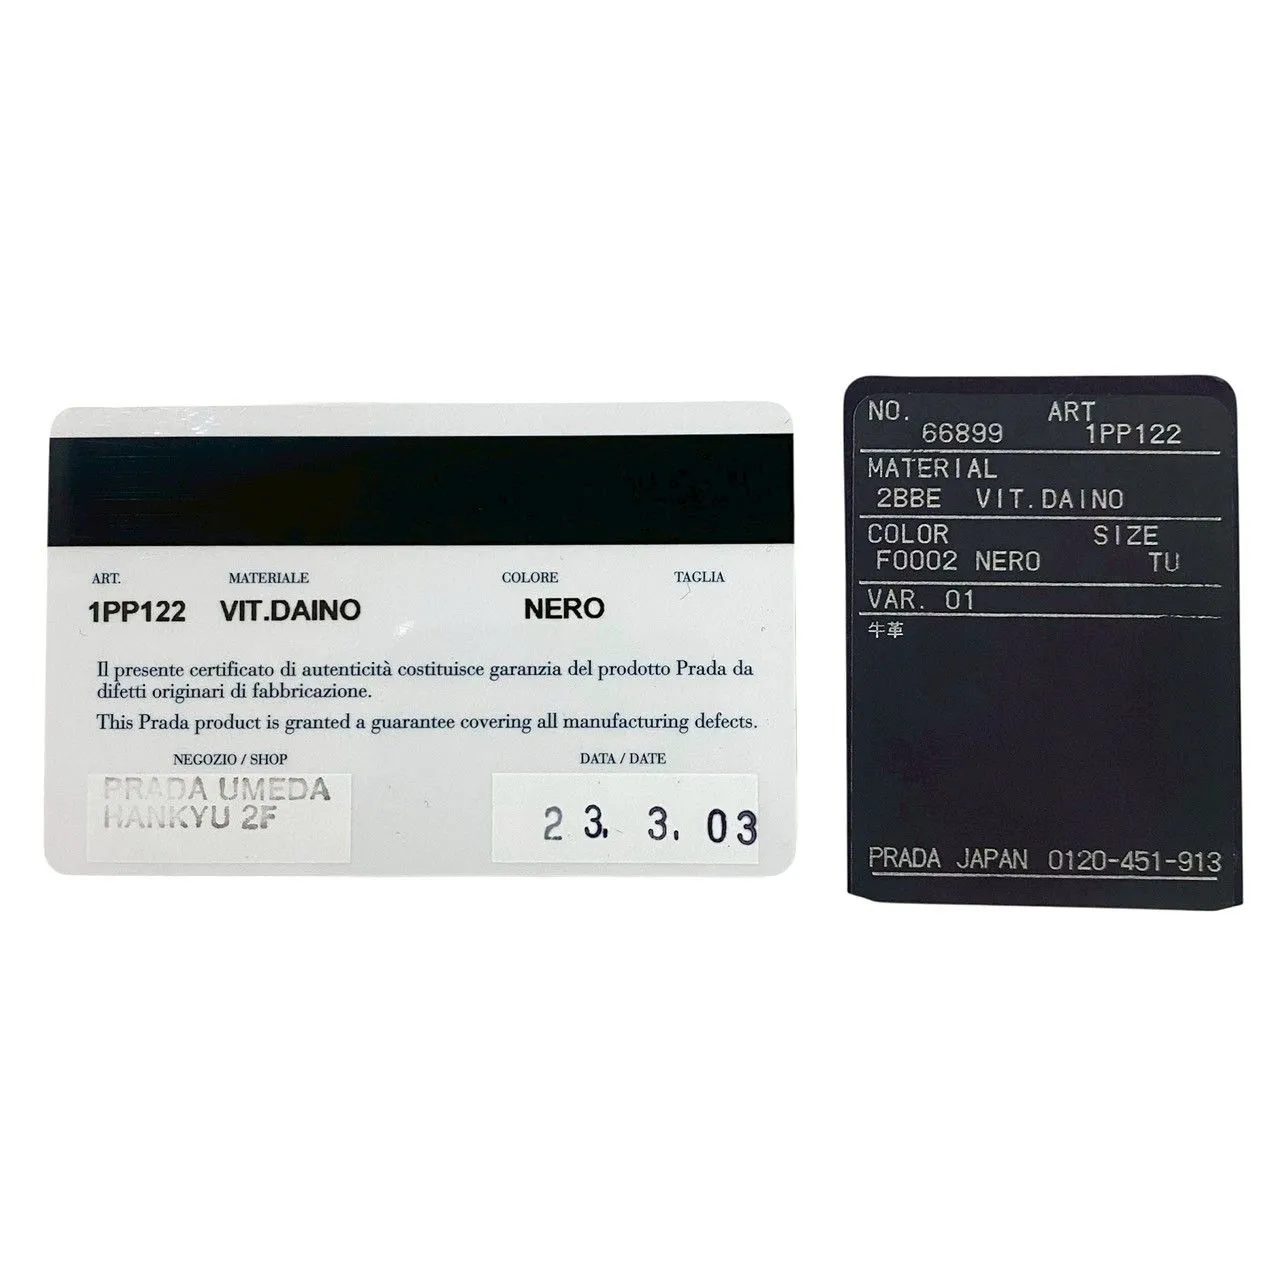 ART. MATERIALE COLORE TAGLIA
1PP122 VIT.DAINO NERO
Il presente certificato di autenticità costituisce garanzia del prodotto Prada da
difetti originari di fabbricazione.
This Prada product is granted a guarantee covering all manufacturing defects.
NEGOZIO / SHOP DATA / DATE
PRADA UMEDA
HANKYU 2F
23. 3. 03
NO. ART
66899 1PP122
MATERIAL
2BBE VIT.DAINO
COLOR SIZE
F0002 NERO TU
VAR. 01
牛革
PRADA JAPAN 0120-451-913